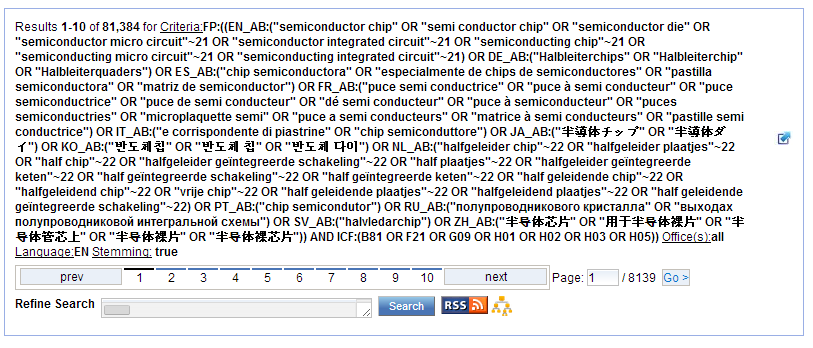 Results 1-10 of 81,384 for Criteria:FP:((EN_AB:("semiconductor chip" OR "semi conductor chip" OR "semiconductor die" OR
"semiconductor micro circuit"~21 OR "semiconductor integrated circuit"~21 OR "semiconducting chip"~21 OR
"semiconducting micro circuit"~21 OR "semiconducting integrated circuit"~21) OR DE_AB:("Halbleiterchips" OR "Halbleiterchip"
OR "Halbleiterquaders") OR ES_AB:("chip semiconductora" OR "especialmente de chips de semiconductores" OR "pastilla
semiconductora" OR "matriz de semiconductor") OR FR_AB:("puce semi conductrice" OR "puce à semi conducteur" OR "puce
semiconductrice" OR "puce de semi conducteur" OR "dé semi conducteur" OR "puce à semiconducteur" OR "puces
semiconductries" OR "microplaquette semi" OR "puce a semi conducteurs" OR "matrice à semi conducteurs" OR "pastille semi
conductrice") OR IT_AB:("e corrispondente di piastrine" OR "chip semiconduttore") OR JA_AB:("半導体チップ" OR "半導体ダ
イ") OR KO_AB:("반도체칩" OR "반도체 칩" OR "반도체 다이") OR NL_AB:("halfgeleider chip"~22 OR "halfgeleider plaatjes"~22
OR "half chip"~22 OR "halfgeleider geïntegreerde schakeling"~22 OR "half plaatjes"~22 OR "halfgeleider geïntegreerde
keten"~22 OR "half geïntegreerde schakeling"~22 OR "half geïntegreerde keten"~22 OR "half geleidende chip"~22 OR
"halfgeleidend chip"~22 OR "vrije chip"~22 OR "half geleidende plaatjes"~22 OR "halfgeleidend plaatjes"~22 OR "half geleidende
geïntegreerde schakeling"~22) OR PT_AB:("chip semicondutor") OR RU_AB:("полупроводникового кристалла" OR "выходах
полупроводниковой интегральной схемы") OR SV_AB:("halvledarchip") OR ZH_AB:("半导体芯片" OR "用于半导体裸片" OR "半
导体管芯上" OR "半导体裸片" OR "半导体裸芯片")) AND ICF:(B81 OR F21 OR G09 OR H01 OR H02 OR H03 OR H05)) Office(s):all
Language:EN Stemming: true
prev 1 2 3 4 5 6 7 8 9 10 next Page: 1 / 8139 Go >
Refine Search Search RSS